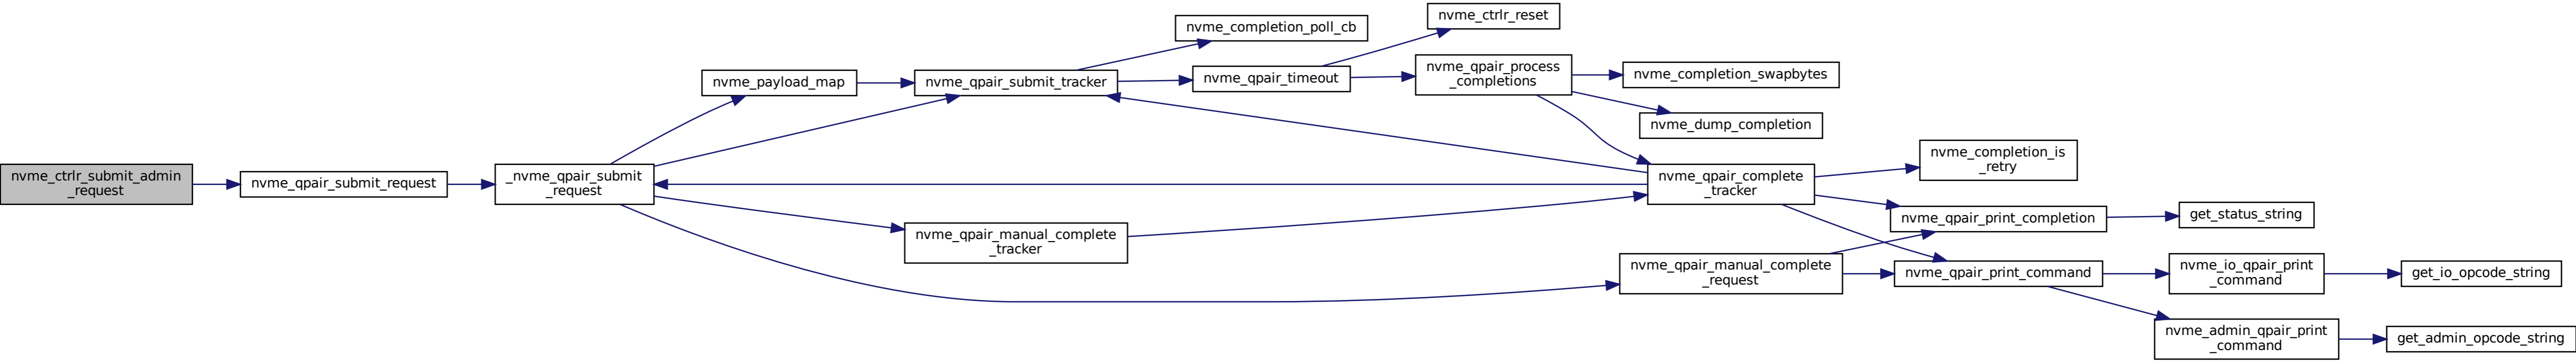 nvme_ctrlr_submit_admin
_request
nvme_qpair_submit_request
_nvme_qpair_submit
_request
nvme_payload_map
nvme_qpair_submit_tracker
nvme_completion_poll_cb
nvme_qpair_timeout
nvme_ctrlr_reset
nvme_qpair_process
_completions
nvme_completion_swapbytes
nvme_dump_completion
nvme_qpair_complete
_tracker
nvme_completion_is
_retry
nvme_qpair_print_completion
get_status_string
nvme_qpair_manual_complete
_tracker
nvme_qpair_manual_complete
_request
nvme_qpair_print_command
nvme_io_qpair_print
_command
get_io_opcode_string
nvme_admin_qpair_print
_command
get_admin_opcode_string